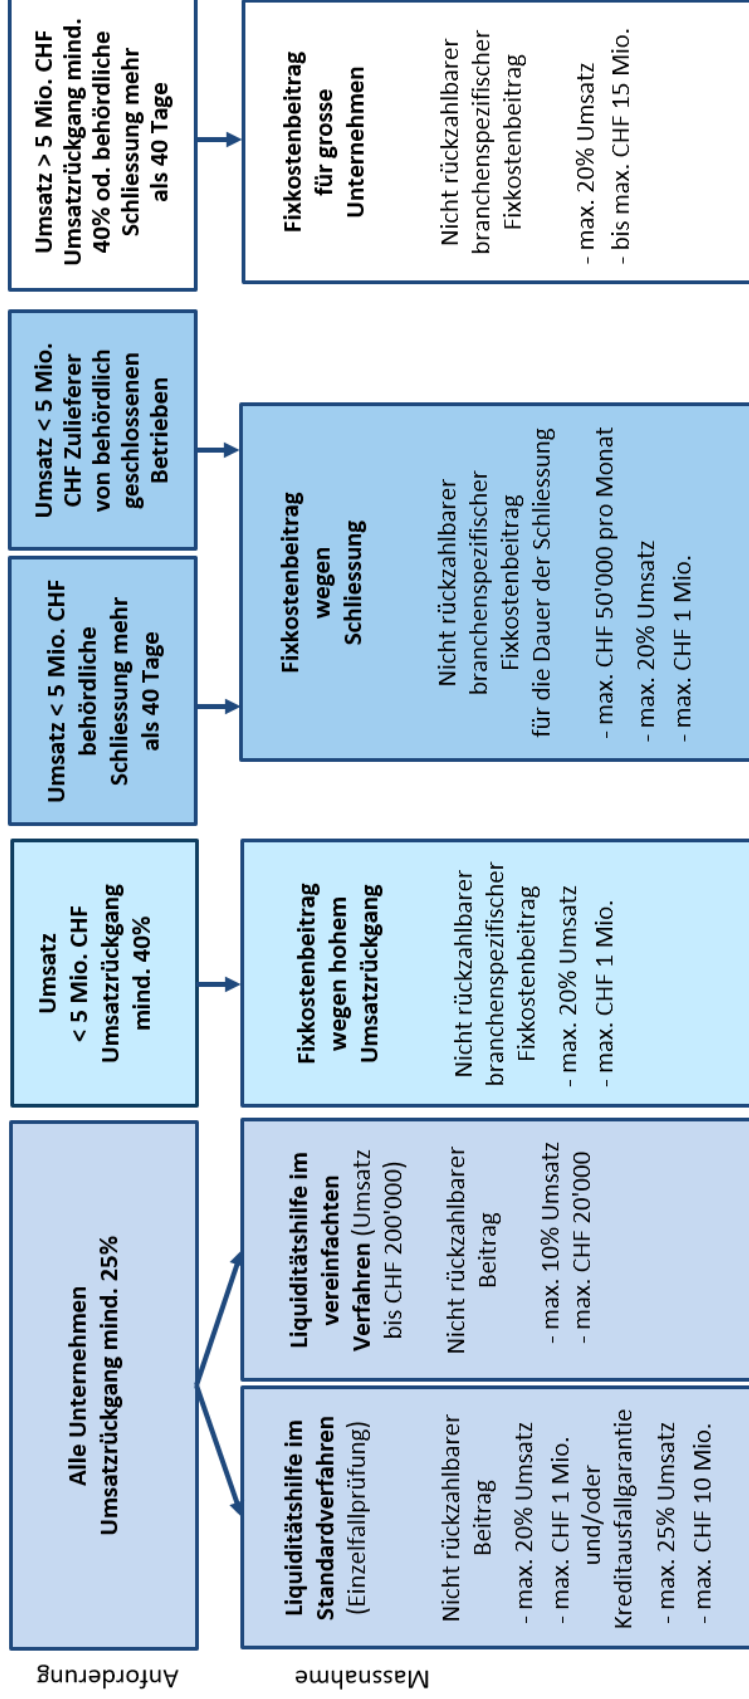 Anforderung
Alle Unternehmen
Umsatzrückgang mind. 25%
Umsatz
< 5 Mio. CHF
Umsatzrückgang
mind. 40%
Umsatz < 5 Mio. CHF
behördliche
Schliessung mehr
als 40 Tage
Umsatz < 5 Mio.
CHF Zulieferer
von behördlich
geschlossenen
Betrieben
Umsatz > 5 Mio. CHF
Umsatzrückgang mind.
40% od. behördliche
Schliessung mehr
als 40 Tage
Massnahme
Liquiditätshilfe im
Standardverfahren
(Einzelfallprüfung)
Nicht rückzahlbarer
Beitrag
- max. 20% Umsatz
- max. CHF 1 Mio.
und/oder
Kreditausfallgarantie
- max. 25% Umsatz
- max. CHF 10 Mio.
Liquiditätshilfe im
vereinfachten
Verfahren (Umsatz
bis CHF 200'000)
Nicht rückzahlbarer
Beitrag
- max. 10% Umsatz
- max. CHF 20'000
Fixkostenbeitrag
wegen hohem
Umsatzrückgang
Nicht rückzahlbarer
branchenspezifischer
Fixkostenbeitrag
- max. 20% Umsatz
- max. CHF 1 Mio.
Fixkostenbeitrag
wegen
Schliessung
Nicht rückzahlbarer
branchenspezifischer
Fixkostenbeitrag
für die Dauer der Schliessung
- max. CHF 50'000 pro Monat
- max. 20% Umsatz
- max. CHF 1 Mio.
Fixkostenbeitrag
für grosse
Unternehmen
Nicht rückzahlbarer
branchenspezifischer
Fixkostenbeitrag
- max. 20% Umsatz
- bis max. CHF 15 Mio.